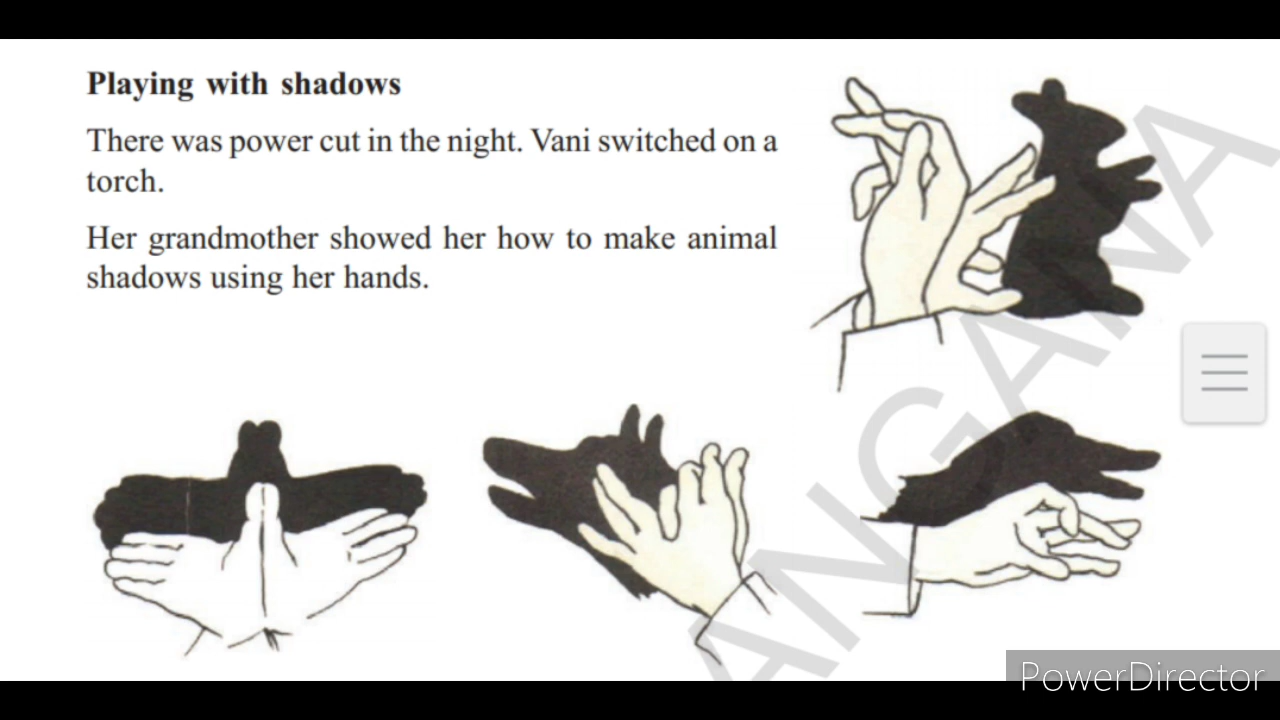 Playing with shadows
There was power cut in the night. Vani switched on a
torch.
Her grandmother showed her how to make animal
shadows using her hands.
ANGANA
PowerDirector